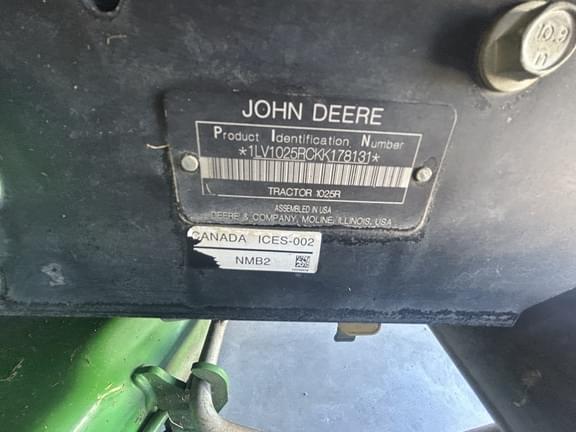 10.9
n
JOHN DEERE
Product Identification Number
*1LV1025RCKK178131*
TRACTOR 1025R
ASSEMBLED IN USA
DEERE & COMPANY, MOLINE, ILLINOIS, USA
CANADA ICES-002
NMB2